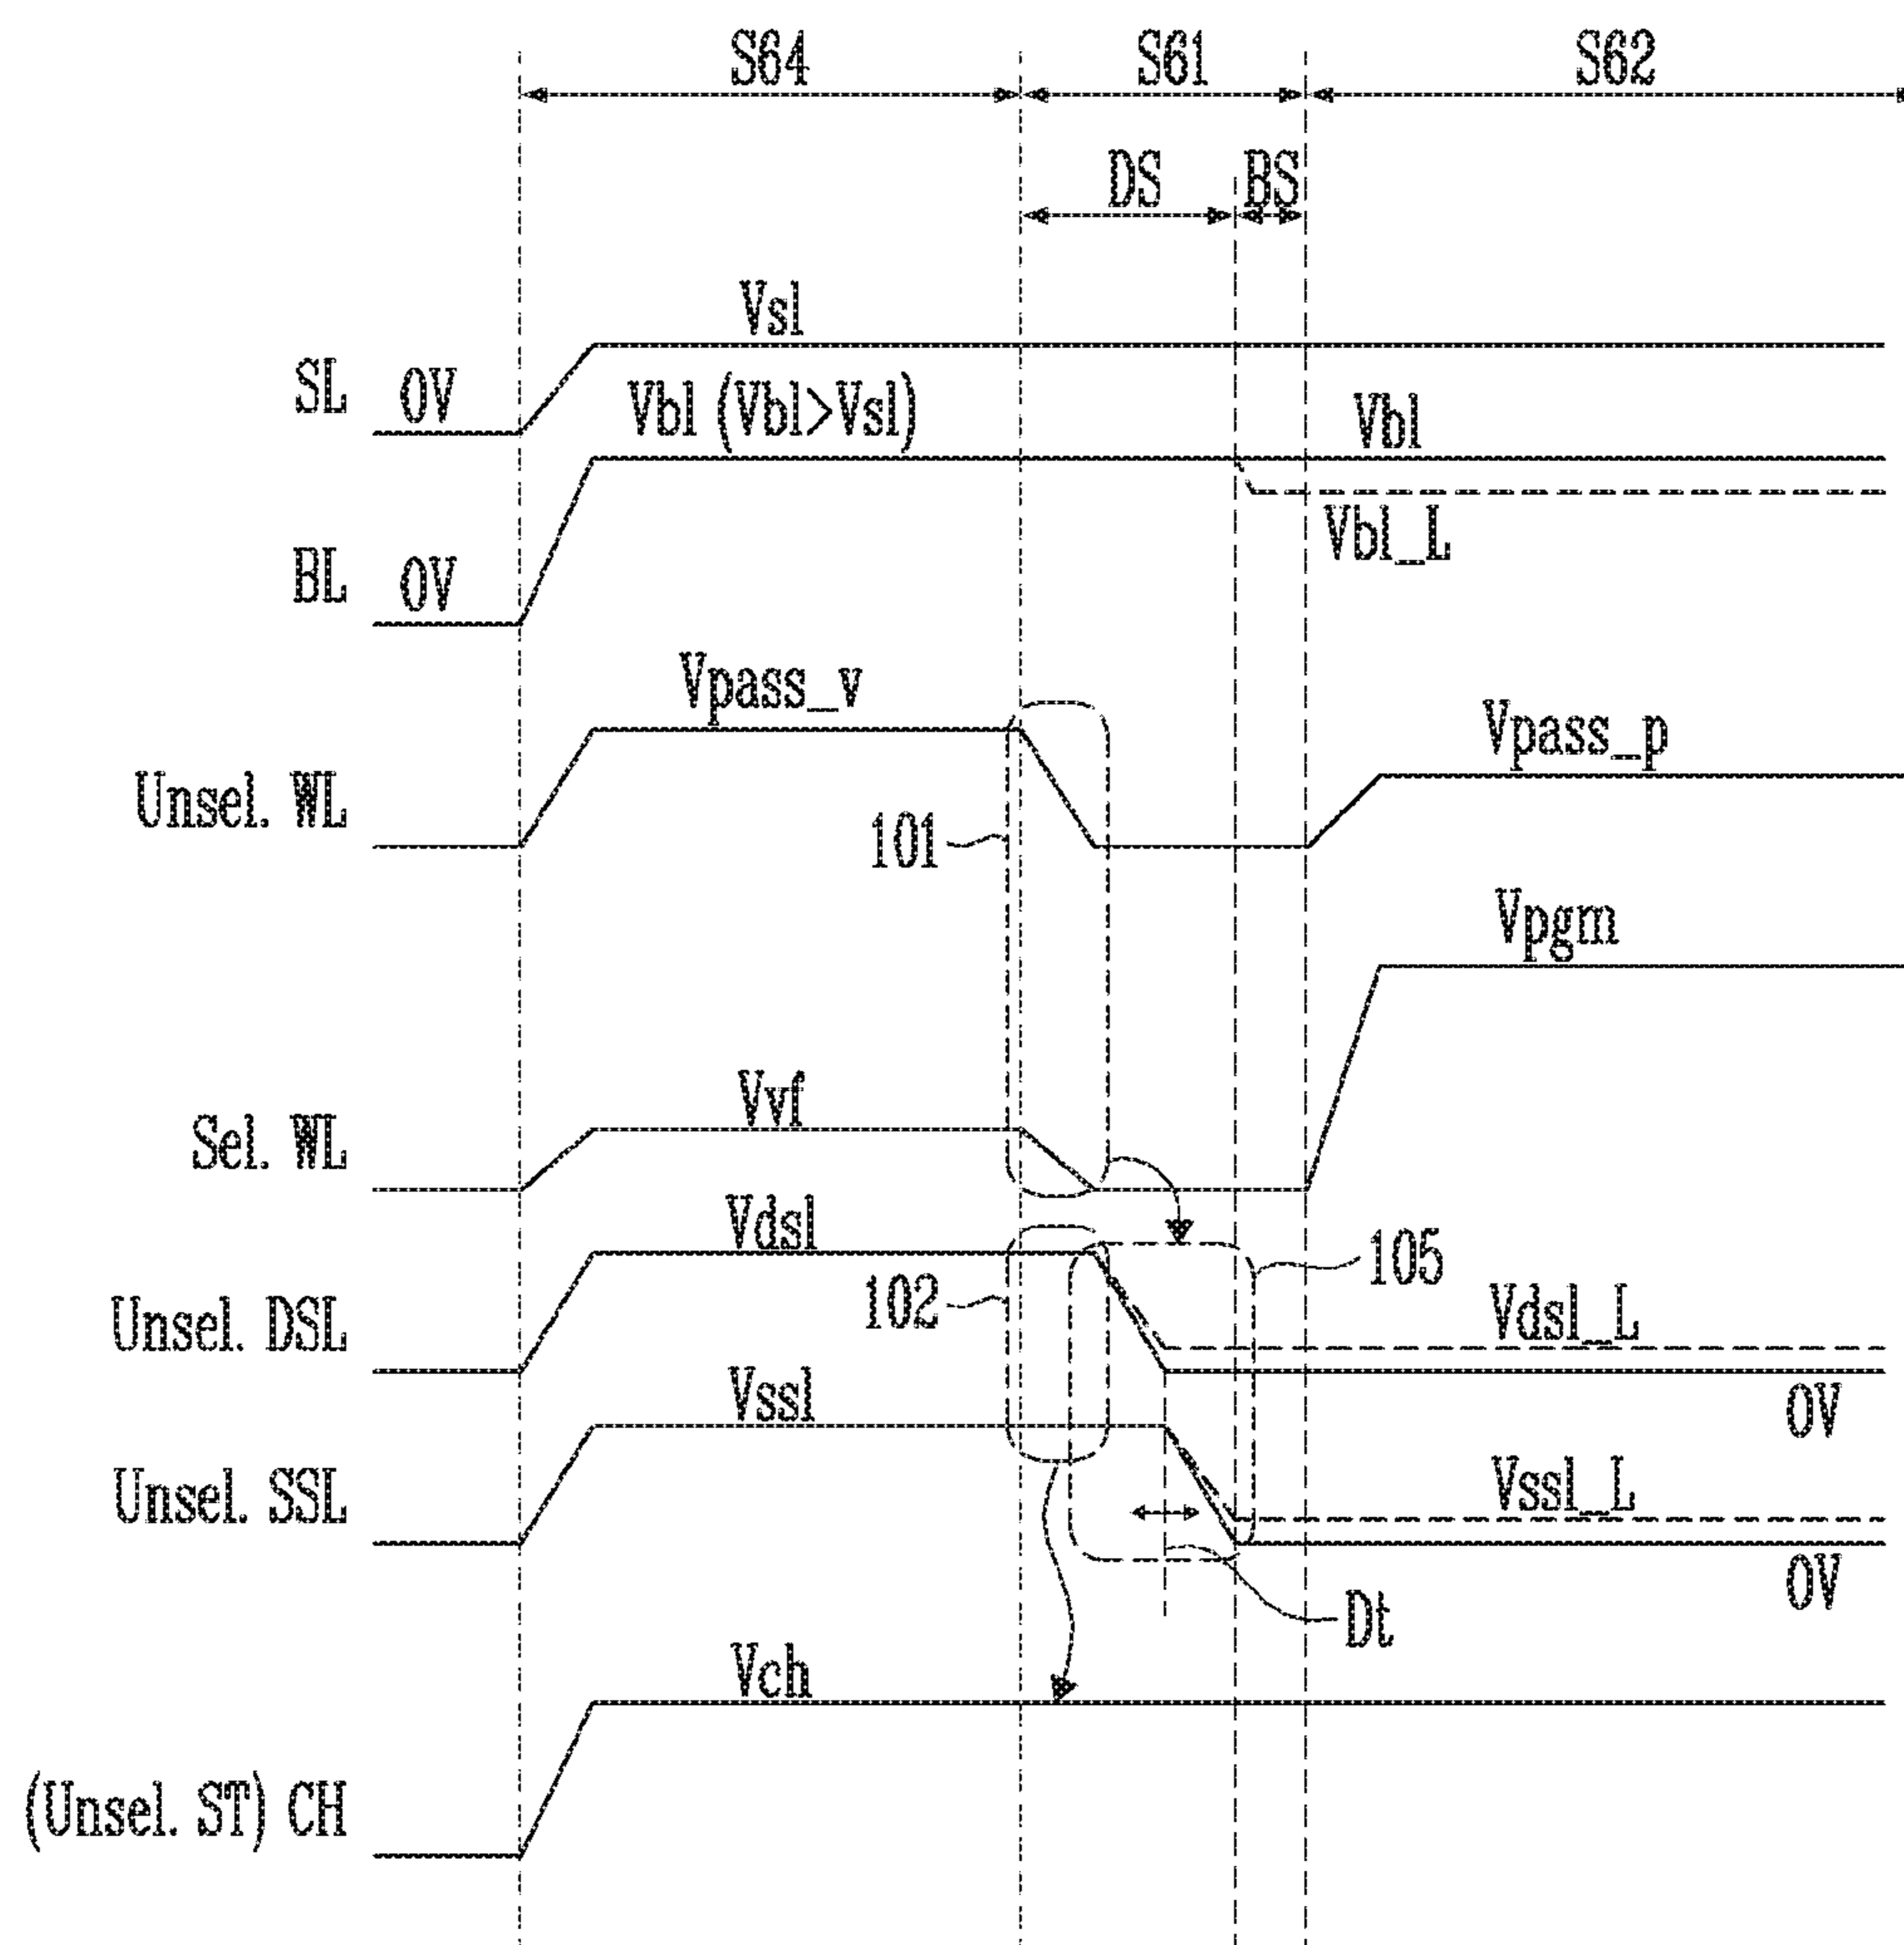 S64 S61 S62
DS BS
Vsl
SL 0V
Vbl (Vbl>Vsl) Vbl
Vbl_L
BL 0V
Vpass_v
Vpass_p
Unsel. WL
101
Vpgm
Vvf
Sel. WL
Vdsl
105
102
Vdsl_L
Unsel. DSL
0V
Vssl
Vssl_L
Unsel. SSL
0V
Dt
Vch
(Unsel. ST) CH